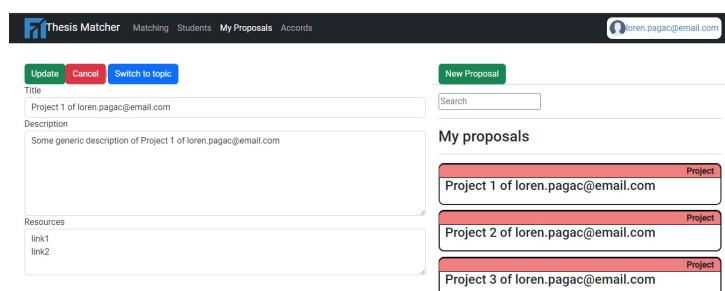 Fit Thesis Matcher Matching Students My Proposals Accords loren.pagac@email.com
Update Cancel Switch to topic
Title
Project 1 of loren.pagac@email.com
Description
Some generic description of Project 1 of loren.pagac@email.com
Resources
link1
link2
New Proposal
Search
My proposals
Project
Project 1 of loren.pagac@email.com
Project
Project 2 of loren.pagac@email.com
Project
Project 3 of loren.pagac@email.com